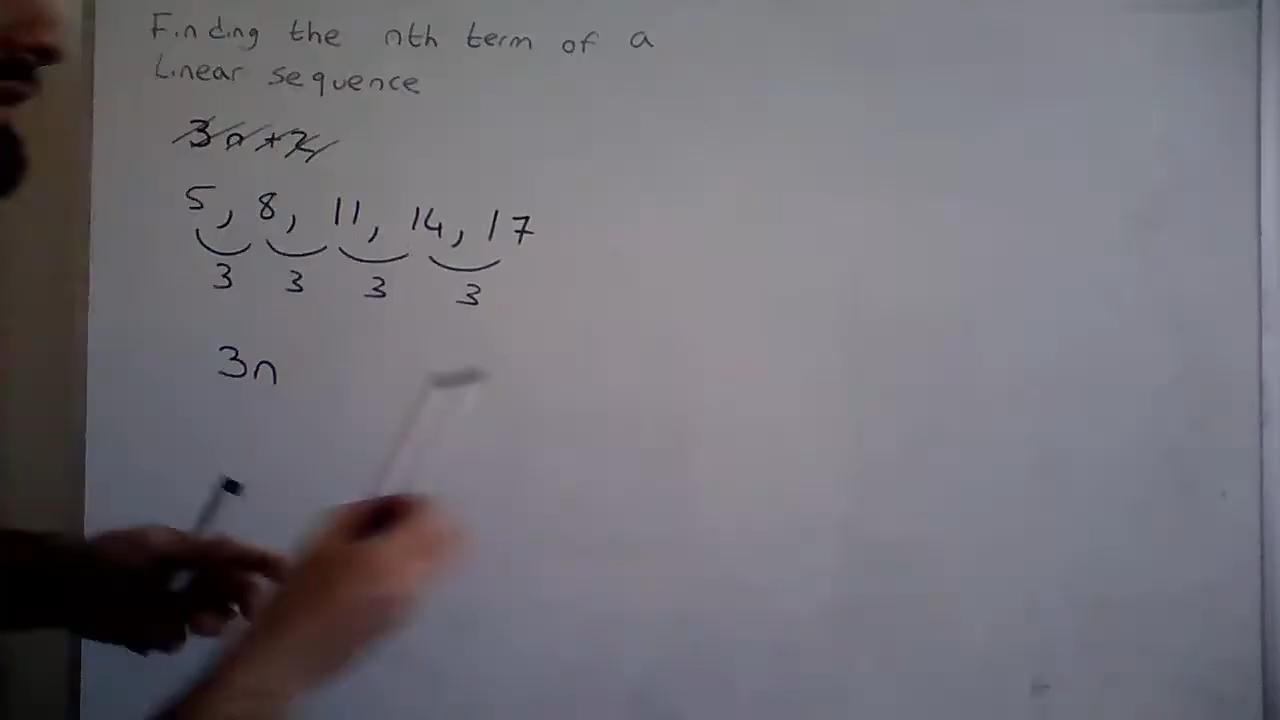 Finding the nth term of a
Linear sequence
3n+2
5, 8, 11, 14, 17
3 3 3 3
3n